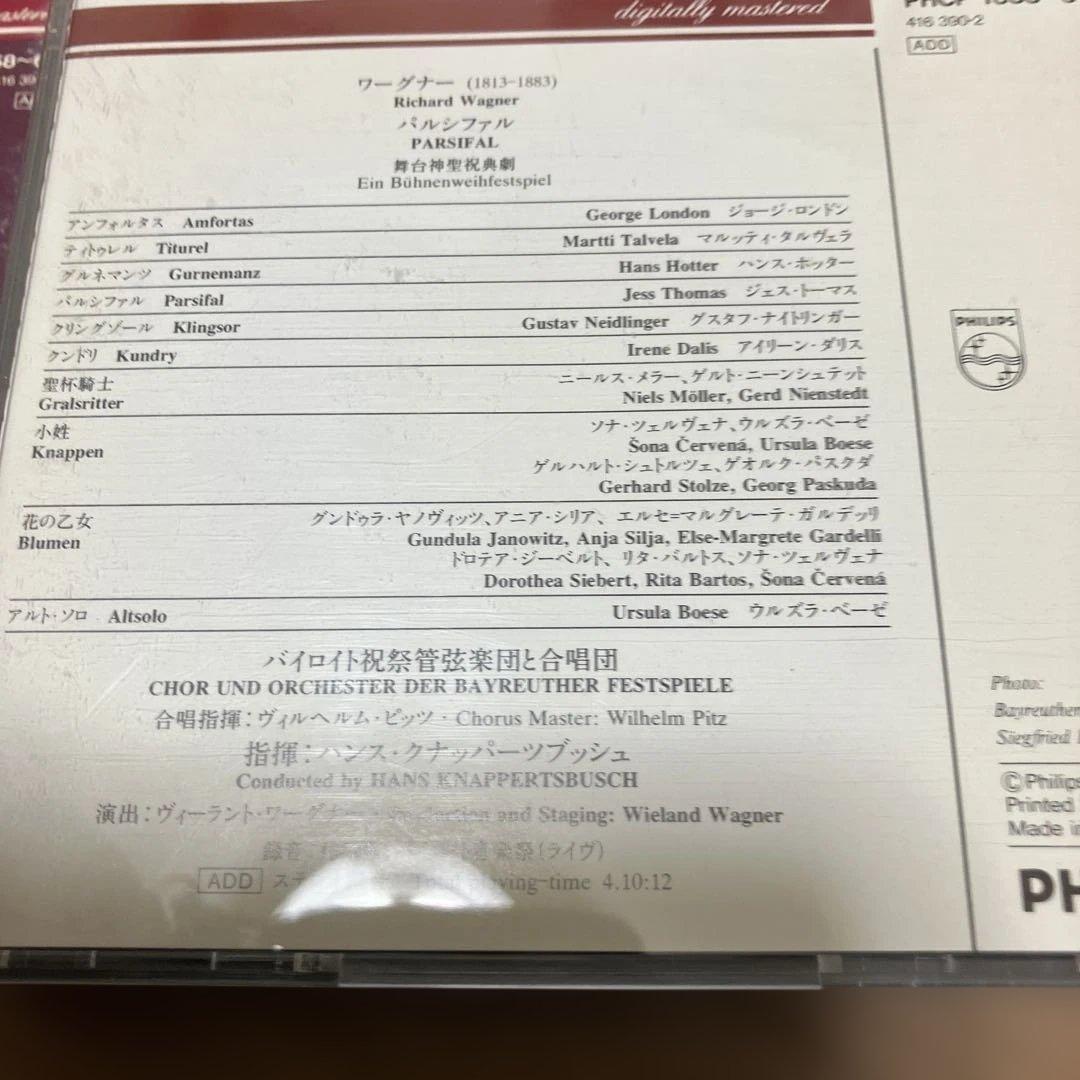 digitally mastered
416 390-2
ADD
ワーグナー (1813-1883)
Richard Wagner
パルシファル
PARSIFAL
舞台神聖祝典劇
Ein Bühnenweihfestspiel
アンフォルタス Amfortas George London ジョージ・ロンドン
ティトゥレル Titurel Martti Talvela マルッティ・タルヴェラ
グルネマンツ Gurnemanz Hans Hotter ハンス・ホッター
パルシファル Parsifal Jess Thomas ジェス・トーマス
クリングゾール Klingsor Gustav Neidlinger グスタフ・ナイトリンガー
クンドリ Kundry Irene Dalis アイリーン・ダリス
聖杯騎士 ニールス・メラー、ゲルト・ニーンシュテット
Gralsritter Niels Möller, Gerd Nienstedt
小姓 ソナ・ツェルヴェナ、ウルズラ・ベーゼ
Knappen Šona Červená, Ursula Boese
ゲルハルト・シュトルツェ、ゲオルク・パスクダ
Gerhard Stolze, Georg Paskuda
花の乙女 グンドゥラ・ヤノヴィッツ、アニア・シリア、エルセ=マルグレーテ・ガルデッリ
Blumen Gundula Janowitz, Anja Silja, Else-Margrete Gardelli
ドロテア・ジーベルト、リタ・バルトス、ソナ・ツェルヴェナ
Dorothea Siebert, Rita Bartos, Šona Červená
アルト・ソロ Altsolo Ursula Boese ウルズラ・ベーゼ
バイロイト祝祭管弦楽団と合唱団
CHOR UND ORCHESTER DER BAYREUTHER FESTSPIELE
合唱指揮：ヴィルヘルム・ピッツ・Chorus Master: Wilhelm Pitz
指揮：ハンス・クナッパーツブッシュ
Conducted by HANS KNAPPERTSBUSCH
演出：ヴィーラント・ワーグナー and Staging: Wieland Wagner
録音 (ライヴ)
ADD Total playing-time 4.10:12
PHILIPS
Photo:
Bayreuther
Siegfried
©Philips
Printed
Made in
PH